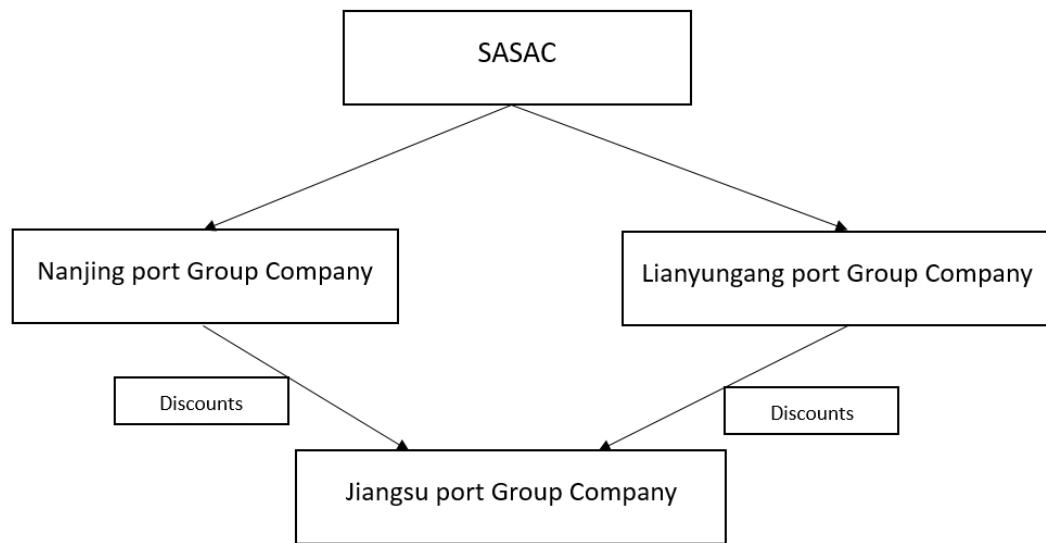 SASAC
Nanjing port Group Company
Lianyungang port Group Company
Discounts
Discounts
Jiangsu port Group Company